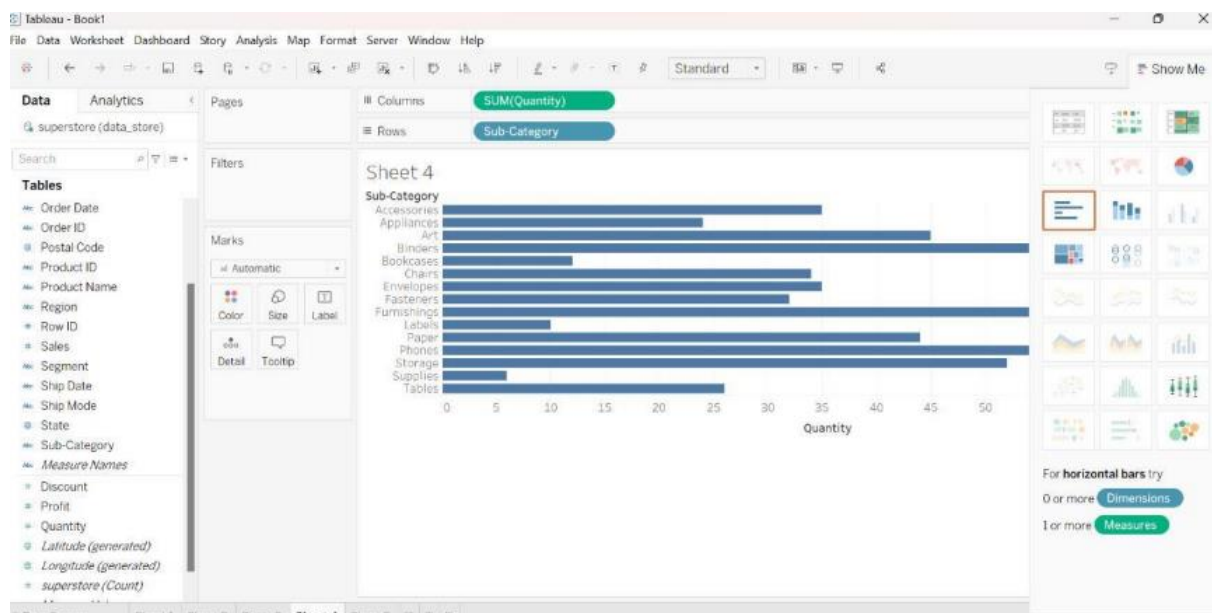 Tableau - Book1
File Data Worksheet Dashboard Story Analysis Map Format Server Window Help
Standard
Show Me
Data Analytics
superstore (data_store)
Search
Tables
Order Date
Order ID
Postal Code
Product ID
Product Name
Region
Row ID
Sales
Segment
Ship Date
Ship Mode
State
Sub-Category
Measure Names
Discount
Profit
Quantity
Latitude (generated)
Longitude (generated)
superstore (Count)
Pages
Filters
Marks
Automatic
Color Size Label
Detail Tooltip
Columns SUM(Quantity)
Rows Sub-Category
Sheet 4
Sub-Category
Accessories
Appliances
Art
Binders
Bookcases
Chairs
Envelopes
Fasteners
Furnishings
Labels
Paper
Phones
Storage
Supplies
Tables
0 5 10 15 20 25 30 35 40 45 50
Quantity
For horizontal bars try
0 or more Dimensions
1 or more Measures